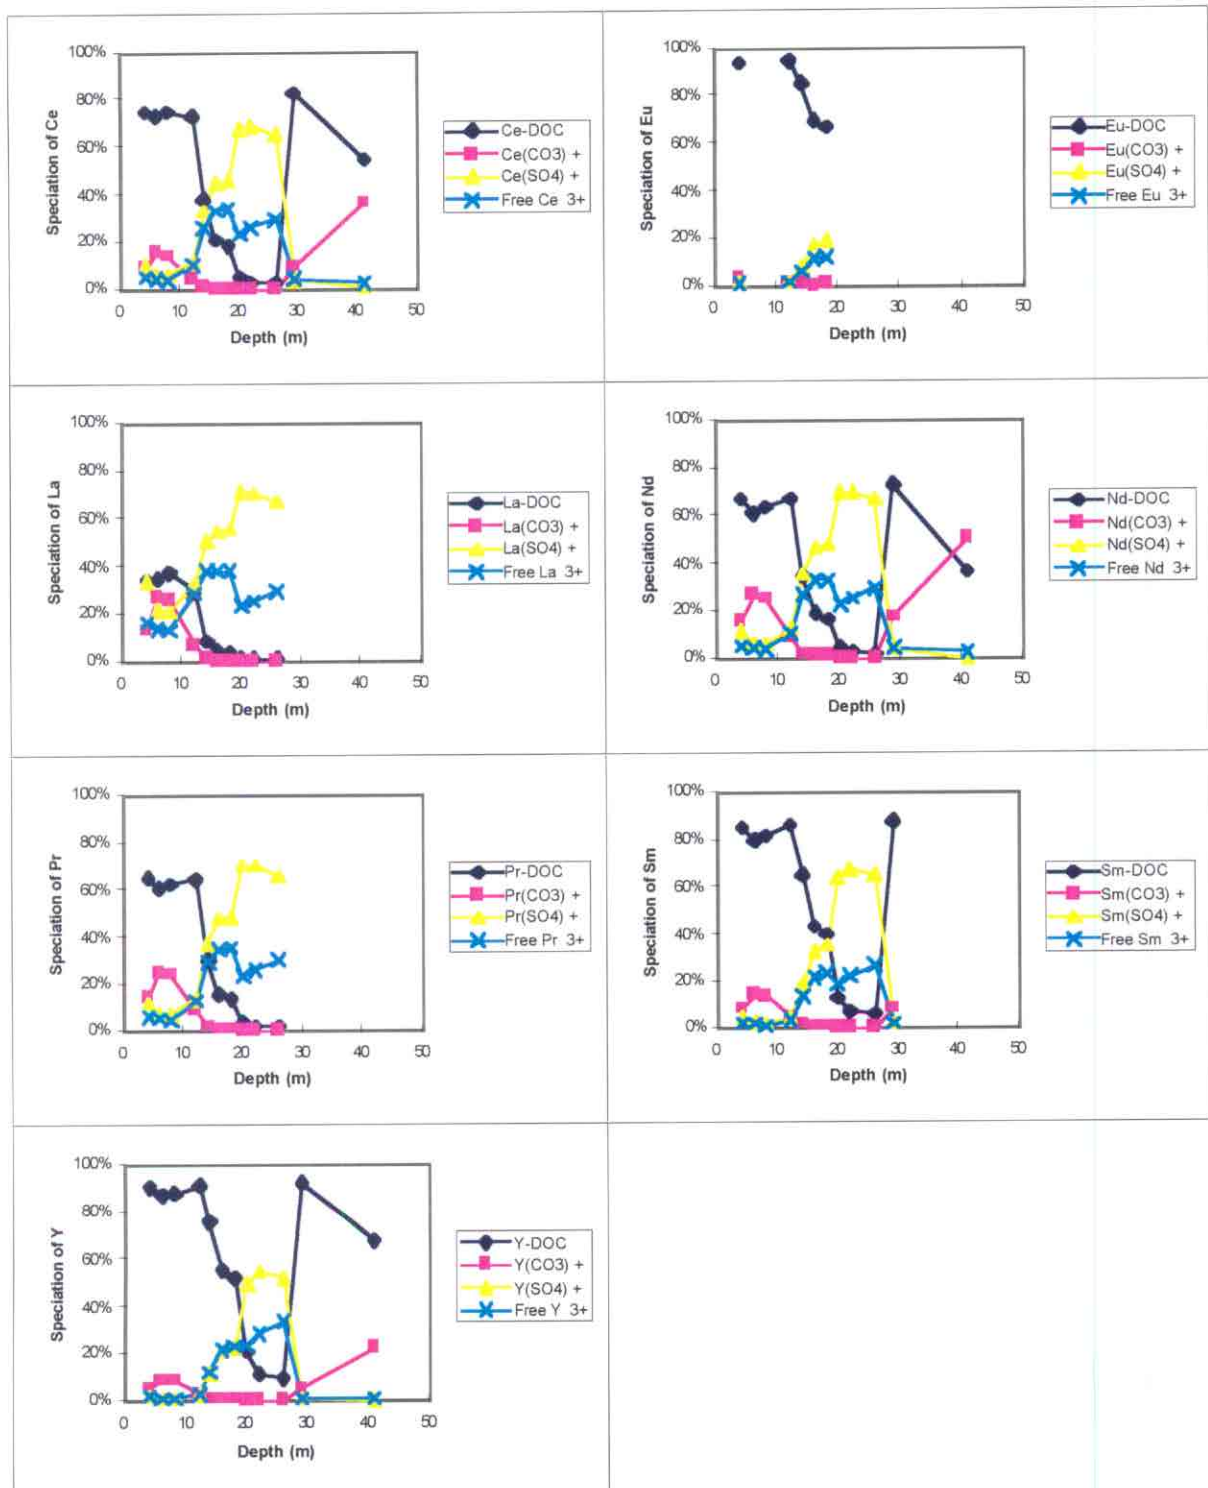 100%
80%
60%
40%
20%
0%
Speciation of Ce
0 10 20 30 40 50
Depth (m)
Ce-DOC
Ce(CO3) +
Ce(SO4) +
Free Ce 3+
100%
80%
60%
40%
20%
0%
Speciation of Eu
0 10 20 30 40 50
Depth (m)
Eu-DOC
Eu(CO3) +
Eu(SO4) +
Free Eu 3+
100%
80%
60%
40%
20%
0%
Speciation of La
0 10 20 30 40 50
Depth (m)
La-DOC
La(CO3) +
La(SO4) +
Free La 3+
100%
80%
60%
40%
20%
0%
Speciation of Nd
0 10 20 30 40 50
Depth (m)
Nd-DOC
Nd(CO3) +
Nd(SO4) +
Free Nd 3+
100%
80%
60%
40%
20%
0%
Speciation of Pr
0 10 20 30 40 50
Depth (m)
Pr-DOC
Pr(CO3) +
Pr(SO4) +
Free Pr 3+
100%
80%
60%
40%
20%
0%
Speciation of Sm
0 10 20 30 40 50
Depth (m)
Sm-DOC
Sm(CO3) +
Sm(SO4) +
Free Sm 3+
100%
80%
60%
40%
20%
0%
Speciation of Y
0 10 20 30 40 50
Depth (m)
Y-DOC
Y(CO3) +
Y(SO4) +
Free Y 3+